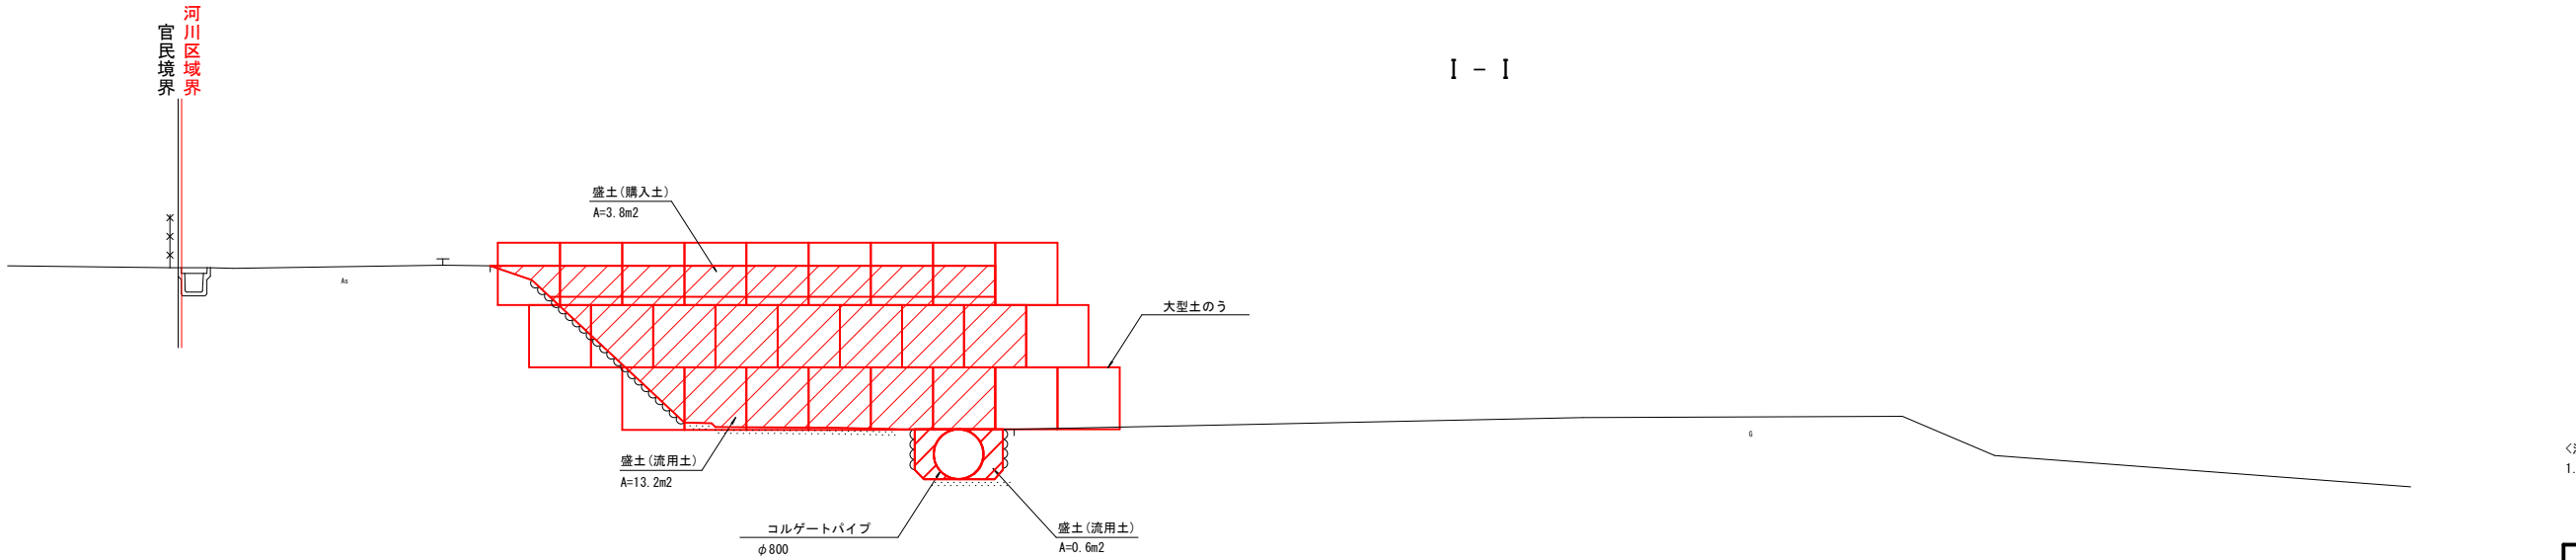 官民境界
河川区域界
I － I
盛土(購入土)
A=3.8m2
As
大型土のう
G
盛土(流用土)
A=13.2m2
コルゲートパイプ
φ800
盛土(流用土)
A=0.6m2
1.